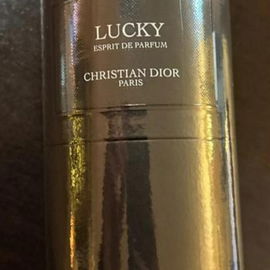 LUCKY
ESPRIT DE PARFUM
CHRISTIAN DIOR
PARIS